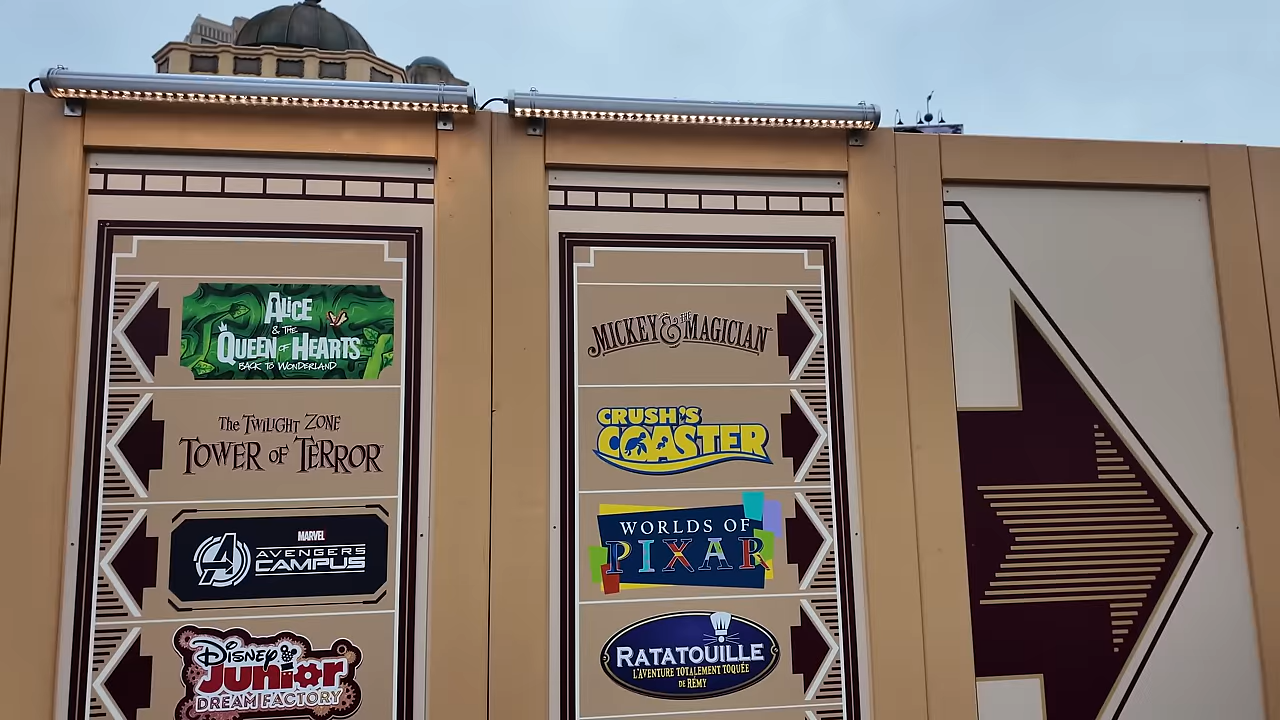 ALICE
& THE
QUEEN OF HEARTS
BACK TO WONDERLAND
The TWILIGHT ZONE
TOWER OF TERROR
MARVEL
AVENGERS
CAMPUS
DISNEY
JUNIOR
DREAM FACTORY
MICKEY & THE MAGICIAN
CRUSH'S
COASTER
WORLDS OF
PIXAR
RATATOUILLE
L'AVENTURE TOTALEMENT TOQUÉE
DE RÉMY